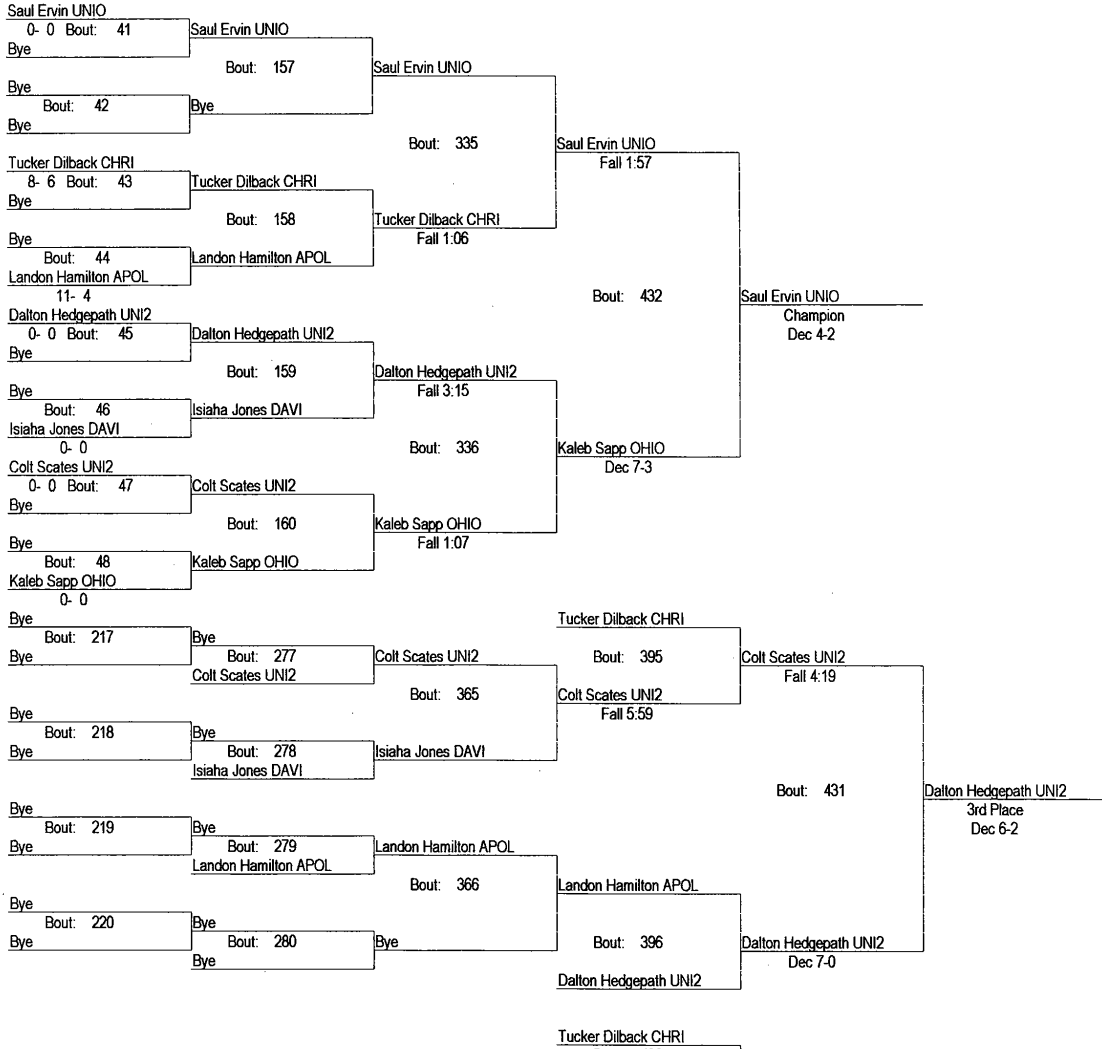 Saul Ervin UNIO
0- 0 Bout: 41
Saul Ervin UNIO
Bye
Bout: 157
Saul Ervin UNIO
Bye
Bout: 42
Bye
Bye
Bout: 335
Saul Ervin UNIO
Fall 1:57
Tucker Dilback CHRI
8- 6 Bout: 43
Tucker Dilback CHRI
Bye
Bout: 158
Tucker Dilback CHRI
Fall 1:06
Bye
Bout: 44
Landon Hamilton APOL
Landon Hamilton APOL
11- 4
Bout: 432
Saul Ervin UNIO
Champion
Dec 4-2
Dalton Hedgepath UNI2
0- 0 Bout: 45
Dalton Hedgepath UNI2
Bye
Bout: 159
Dalton Hedgepath UNI2
Fall 3:15
Bye
Bout: 46
Isiaha Jones DAVI
Isiaha Jones DAVI
0- 0
Bout: 336
Kaleb Sapp OHIO
Dec 7-3
Colt Scates UNI2
0- 0 Bout: 47
Colt Scates UNI2
Bye
Bout: 160
Kaleb Sapp OHIO
Fall 1:07
Bye
Bout: 48
Kaleb Sapp OHIO
Kaleb Sapp OHIO
0- 0
Bye
Bout: 217
Bye
Bye
Bout: 277
Colt Scates UNI2
Colt Scates UNI2
Tucker Dilback CHRI
Bout: 395
Colt Scates UNI2
Fall 4:19
Bout: 365
Colt Scates UNI2
Fall 5:59
Bye
Bout: 218
Bye
Bye
Bout: 278
Isiaha Jones DAVI
Isiaha Jones DAVI
Bout: 431
Dalton Hedgepath UNI2
3rd Place
Dec 6-2
Bye
Bout: 219
Bye
Bye
Bout: 279
Landon Hamilton APOL
Landon Hamilton APOL
Bout: 366
Landon Hamilton APOL
Bye
Bout: 220
Bye
Bye
Bout: 280
Bye
Bye
Bout: 396
Dalton Hedgepath UNI2
Dec 7-0
Dalton Hedgepath UNI2
Tucker Dilback CHRI